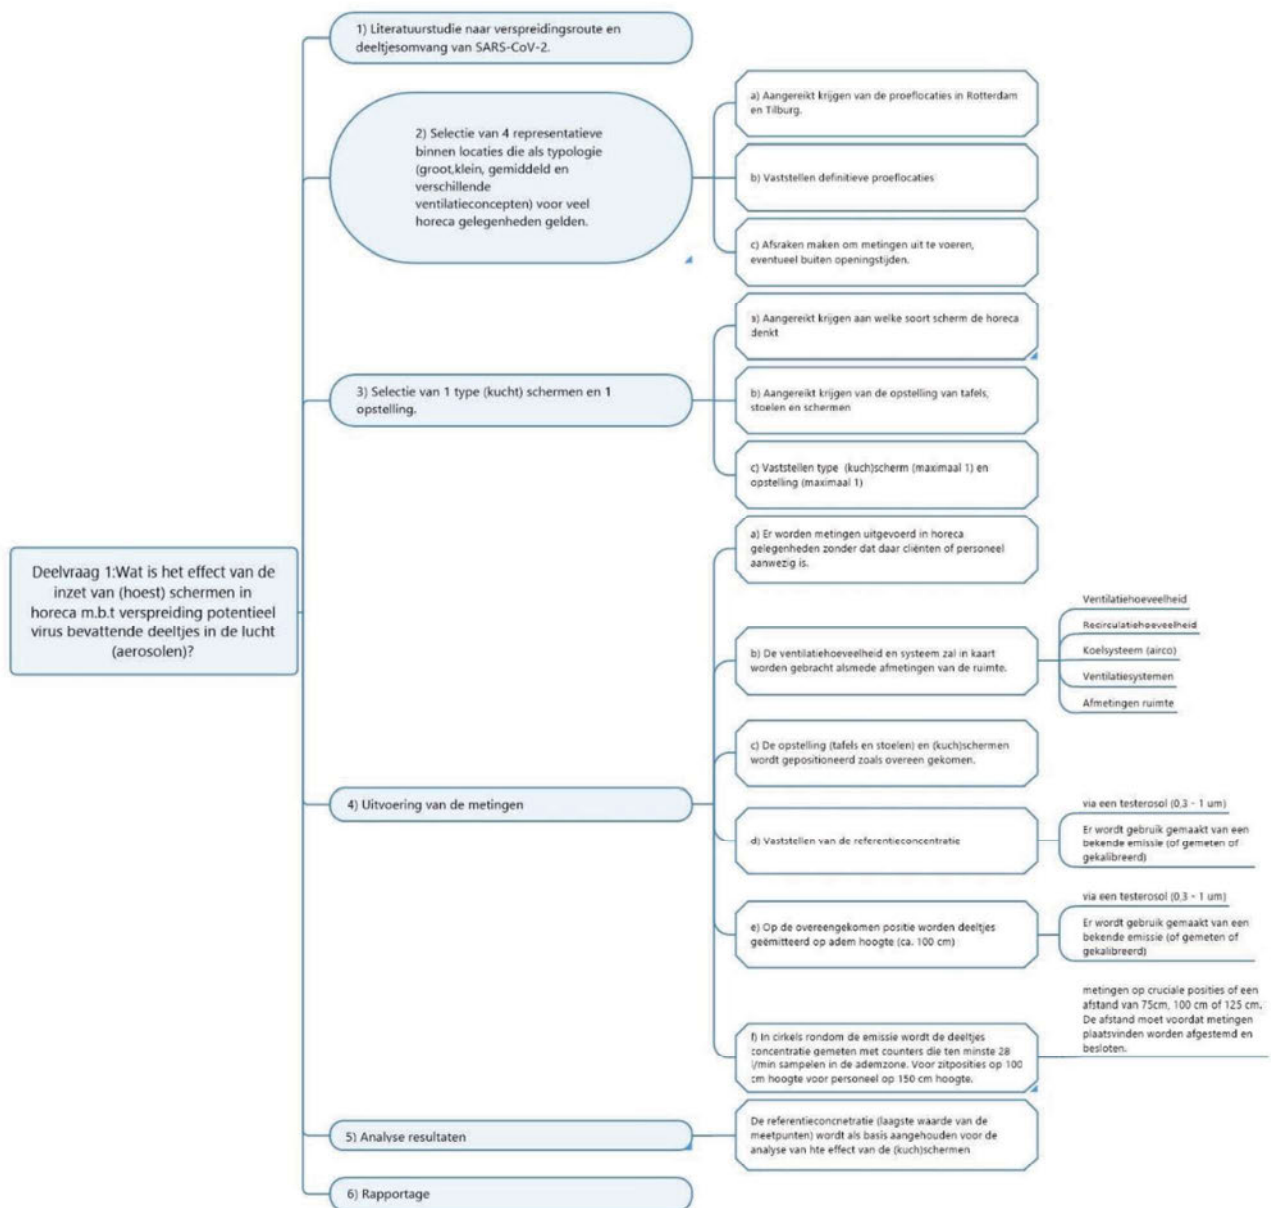 1) Literatuurstudie naar verspreidingsroute en
deeltjesomvang van SARS-CoV-2.
2) Selectie van 4 representatieve
binnen locaties die als typologie
(groot,klein, gemiddeld en
verschillende
ventilatieconcepten) voor veel
horeca gelegenheden gelden.
a) Aangereikt krijgen van de proeflocaties in Rotterdam
en Tilburg.
b) Vaststellen definitieve proeflocaties
c) Afsraken maken om metingen uit te voeren,
eventueel buiten openingstijden.
3) Selectie van 1 type (kucht) schermen en 1
opstelling.
a) Aangereikt krijgen aan welke soort scherm de horeca
denkt
b) Aangereikt krijgen van de opstelling van tafels,
stoelen en schermen
c) Vaststellen type (kuch)scherm (maximaal 1) en
opstelling (maximaal 1)
Deelvraag 1:Wat is het effect van de
inzet van (hoest) schermen in
horeca m.b.t verspreiding potentieel
virus bevattende deeltjes in de lucht
(aerosolen)?
4) Uitvoering van de metingen
a) Er worden metingen uitgevoerd in horeca
gelegenheden zonder dat daar cliënten of personeel
aanwezig is.
b) De ventilatiehoeveelheid en systeem zal in kaart
worden gebracht alsmede afmetingen van de ruimte.
Ventilatiehoeveelheid
Recirculatiehoeveelheid
Koelsysteem (airco)
Ventilatiesystemen
Afmetingen ruimte
c) De opstelling (tafels en stoelen) en (kuch)schermen
wordt gepositioneerd zoals overeen gekomen.
d) Vaststellen van de referentieconcentratie
via een testerosol (0,3 - 1 um)
Er wordt gebruik gemaakt van een
bekende emissie (of gemeten of
gekalibreerd)
e) Op de overeengekomen positie worden deeltjes
geëmitteerd op adem hoogte (ca. 100 cm)
via een testerosol (0,3 - 1 um)
Er wordt gebruik gemaakt van een
bekende emissie (of gemeten of
gekalibreerd)
f) In cirkels rondom de emissie wordt de deeltjes
concentratie gemeten met counters die ten minste 28
l/min sampelen in de ademzone. Voor zitposities op 100
cm hoogte voor personeel op 150 cm hoogte.
metingen op cruciale posities of een
afstand van 75cm, 100 cm of 125 cm.
De afstand moet voordat metingen
plaatsvinden worden afgestemd en
besloten.
5) Analyse resultaten
De referentieconcnetratie (laagste waarde van de
meetpunten) wordt als basis aangehouden voor de
analyse van hte effect van de (kuch)schermen
6) Rapportage